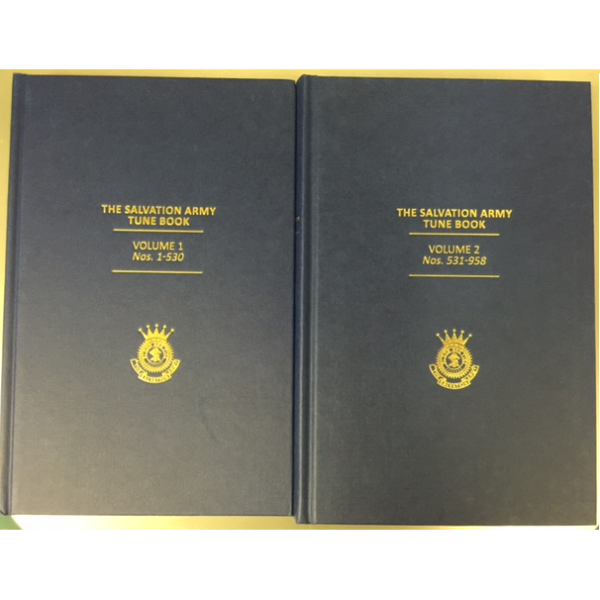 THE SALVATION ARMY
TUNE BOOK
VOLUME 1
Nos. 1-530
THE SALVATION ARMY
TUNE BOOK
VOLUME 2
Nos. 531-958